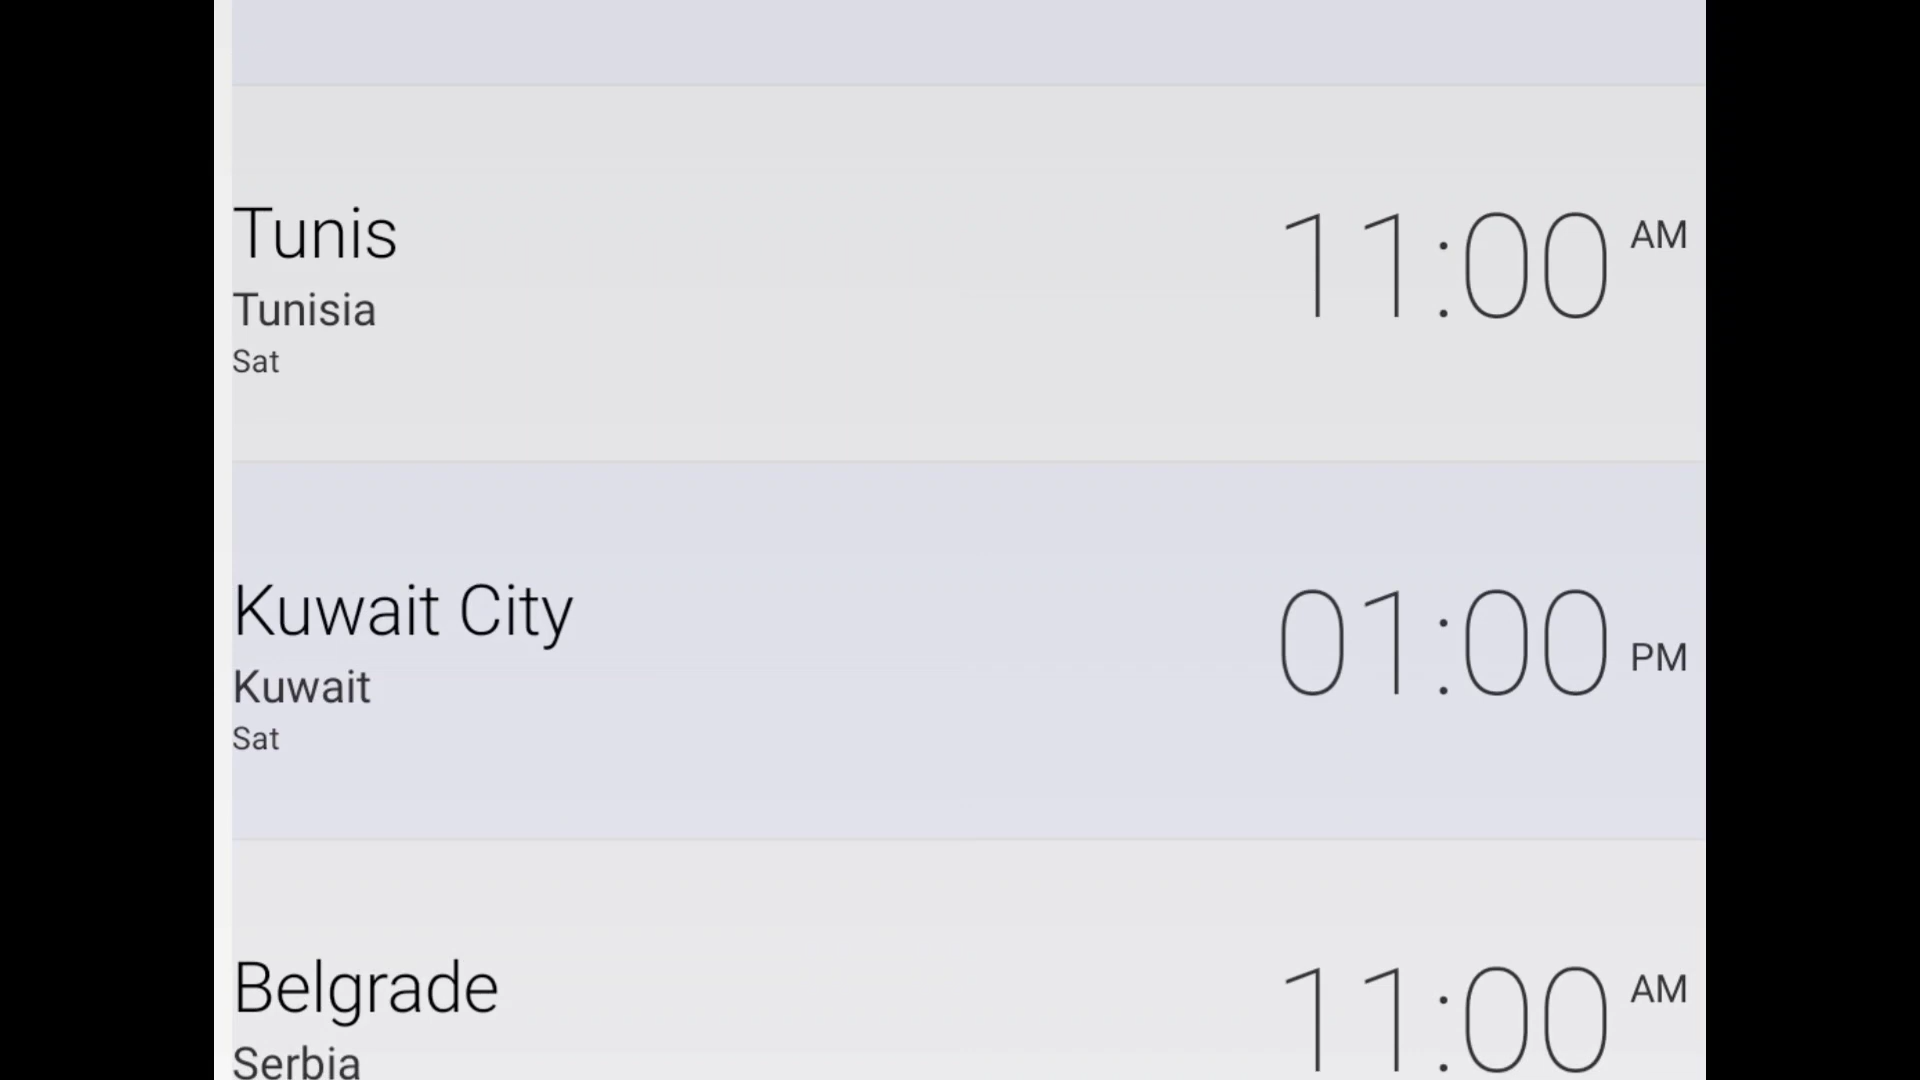 Tunis
11:00 AM
Tunisia
Sat
Kuwait City
01:00 PM
Kuwait
Sat
Belgrade
11:00 AM
Serbia